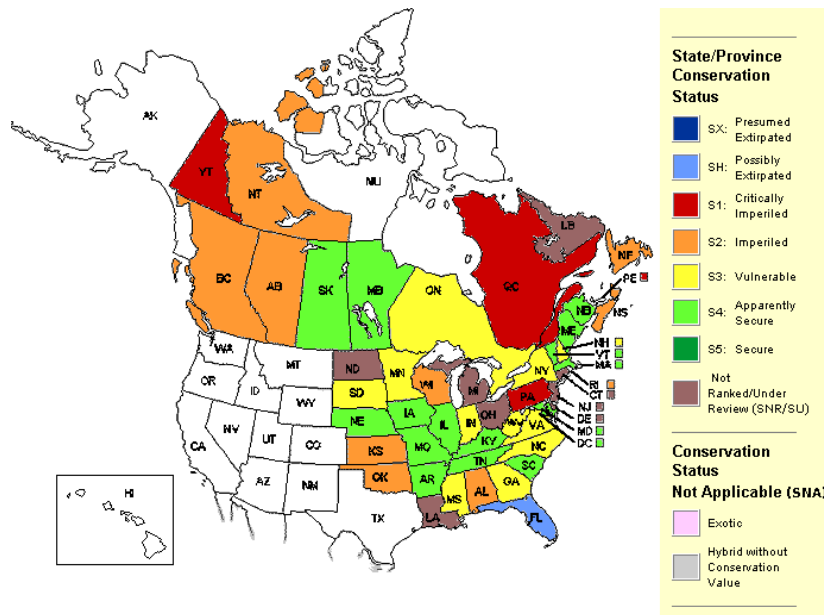 AK
YT
NT
NU
BC
AB
SK
MB
ON
QC
LB
NF
PE
NS
NB
ME
NH
VT
MA
RI
CT
NJ
DE
MD
DC
WA
MT
ND
MN
OR
ID
WY
SD
WI
MI
NY
PA
CA
NV
UT
CO
NE
IA
IL
IN
OH
WV
VA
KS
MO
KY
NC
AZ
NM
OK
AR
TN
SC
TX
LA
MS
AL
GA
FL
HI
State/Province
Conservation
Status
SX: Presumed
Extirpated
SH: Possibly
Extirpated
S1: Critically
Imperiled
S2: Imperiled
S3: Vulnerable
S4: Apparently
Secure
S5: Secure
Not
Ranked/Under
Review (SNR/SU)
Conservation
Status
Not Applicable (SNA)
Exotic
Hybrid without
Conservation
Value